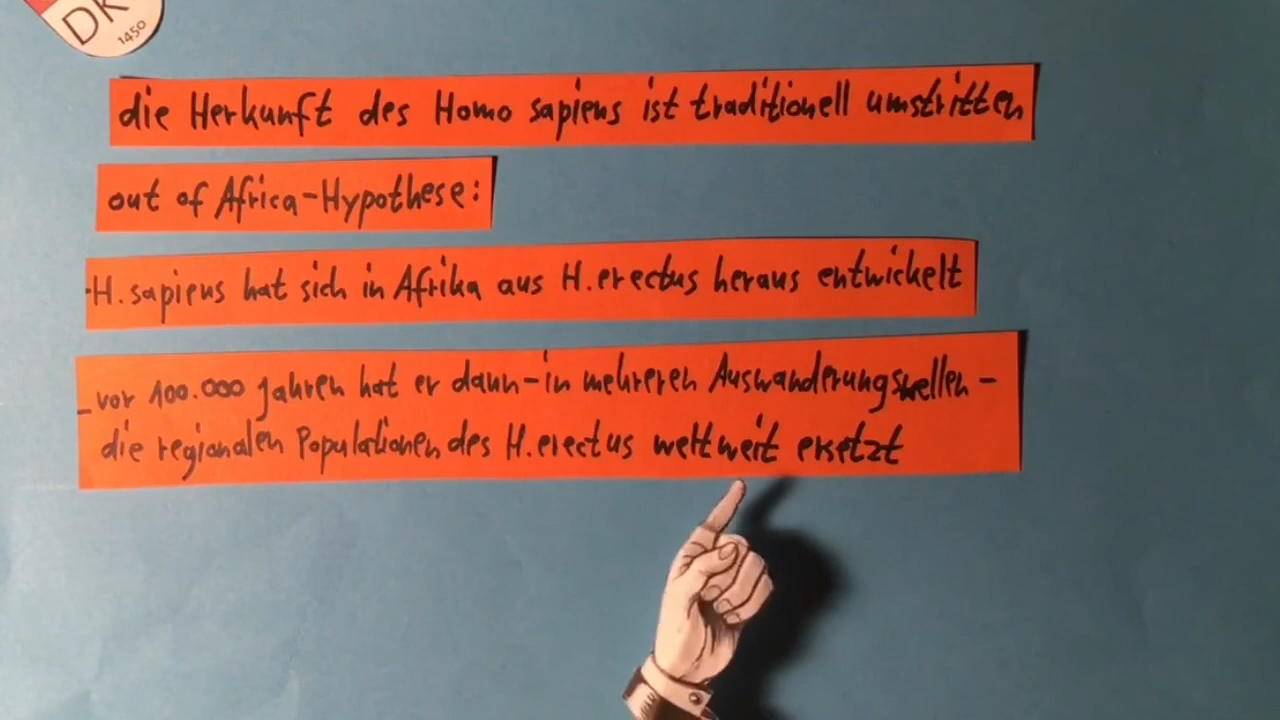 DK
1450
die Herkunft des Homo sapiens ist traditionell umstritten
out of Africa-Hypothese:
-H. sapiens hat sich in Afrika aus H. erectus heraus entwickelt
- vor 100.000 Jahren hat er dann - in mehreren Auswanderungswellen -
die regionalen Populationen des H. erectus weltweit ersetzt